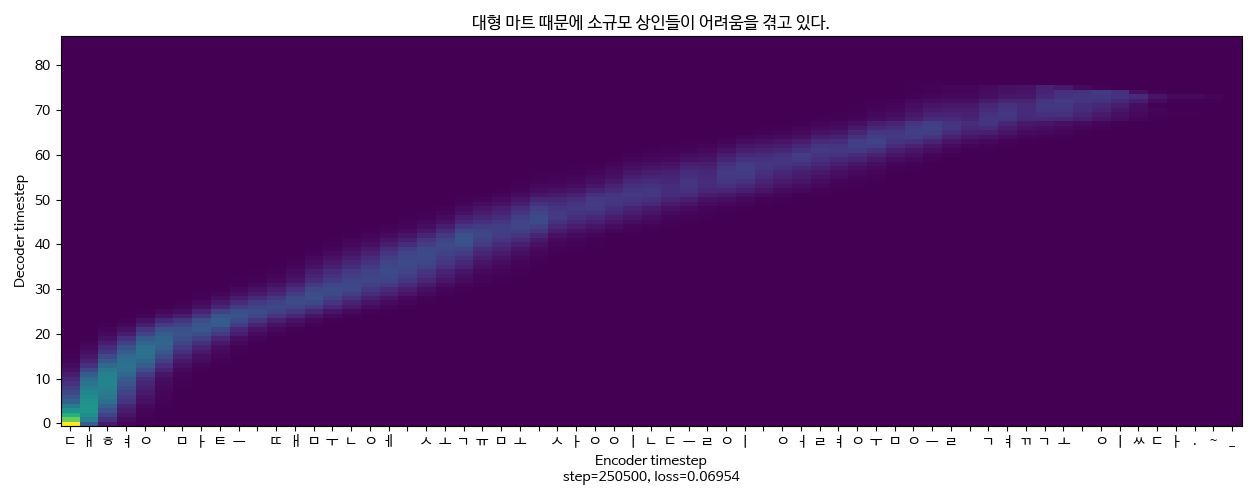 대형 마트 때문에 소규모 상인들이 어려움을 겪고 있다.
80
70
60
50
40
30
20
10
0
Decoder timestep
ㄷ ㅐ ㅎ ㅕ ㅇ ㅁ ㅏ ㅌ ㅡ ㄸ ㅐ ㅁ ㅜ ㄴ ㅇ ㅔ ㅅ ㅗ ㄱ ㅠ ㅁ ㅗ ㅅ ㅏ ㅇ ㅇ ㅣ ㄴ ㄷ ㅡ ㄹ ㅇ ㅣ ㅇ ㅓ ㄹ ㅕ ㅇ ㅜ ㅁ ㅇ ㅡ ㄹ ㄱ ㅕ ㄲ ㄱ ㅗ ㅇ ㅣ ㅆ ㄷ ㅏ . ~ _
Encoder timestep
step=250500, loss=0.06954